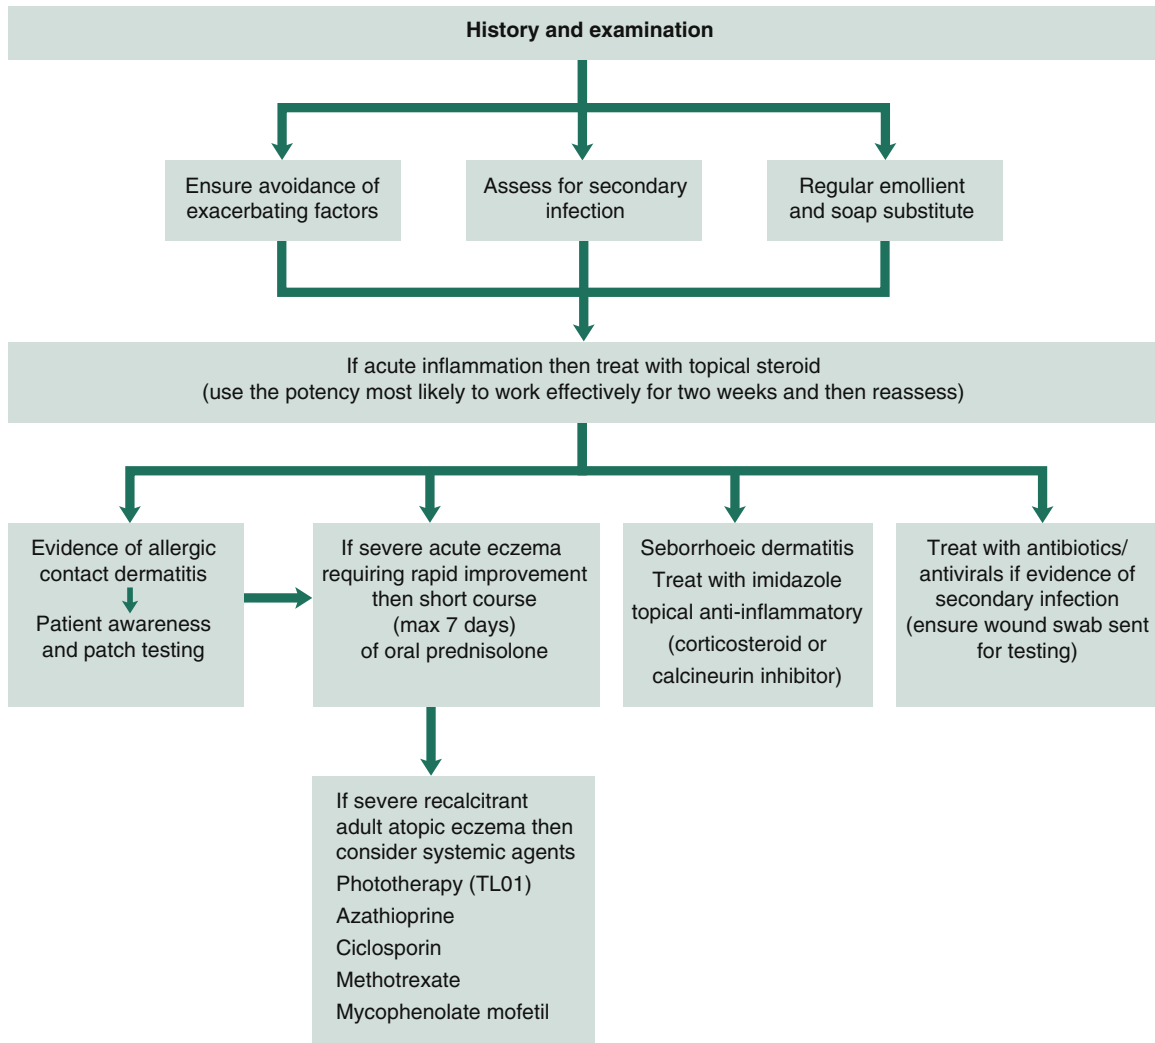 History and examination
Ensure avoidance of
exacerbating factors
Assess for secondary
infection
Regular emollient
and soap substitute
If acute inflammation then treat with topical steroid
(use the potency most likely to work effectively for two weeks and then reassess)
Evidence of allergic
contact dermatitis
Patient awareness
and patch testing
If severe acute eczema
requiring rapid improvement
then short course
(max 7 days)
of oral prednisolone
Seborrhoeic dermatitis
Treat with imidazole
topical anti-inflammatory
(corticosteroid or
calcineurin inhibitor)
Treat with antibiotics/
antivirals if evidence of
secondary infection
(ensure wound swab sent
for testing)
If severe recalcitrant
adult atopic eczema then
consider systemic agents
Phototherapy (TL01)
Azathioprine
Ciclosporin
Methotrexate
Mycophenolate mofetil